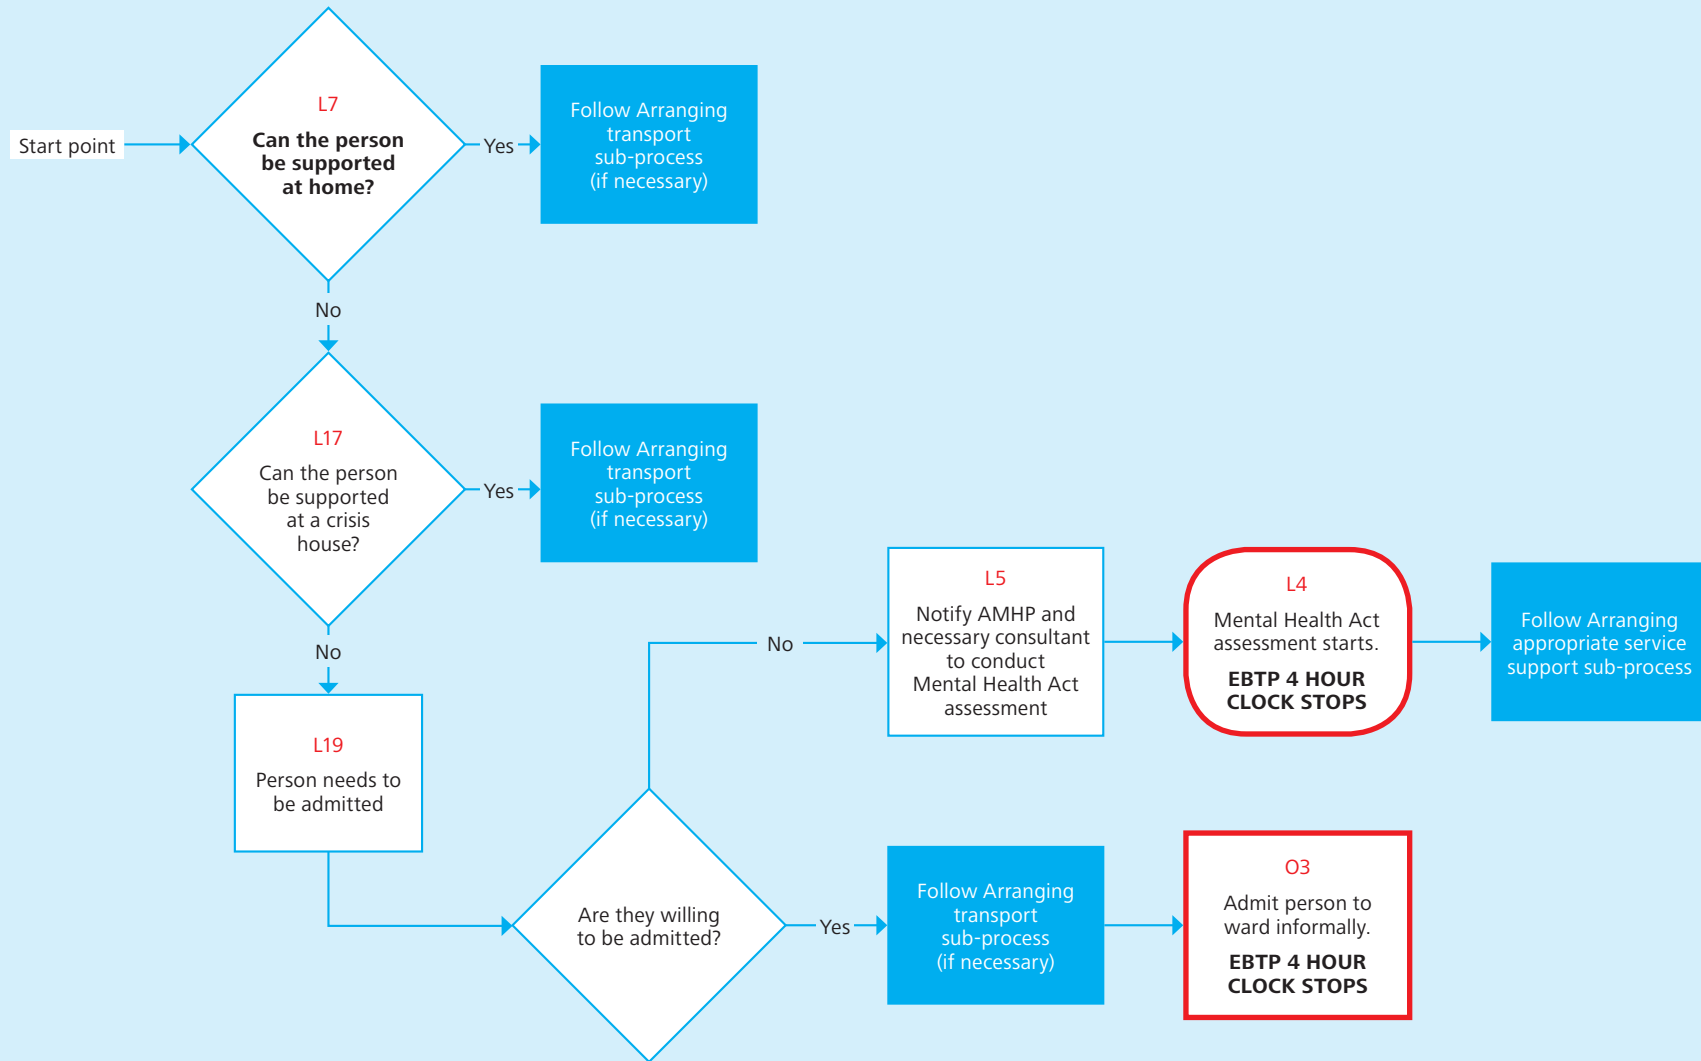 Start point
L7
Can the person
be supported
at home?
Yes
Follow Arranging
transport
sub-process
(if necessary)
No
L17
Can the person
be supported
at a crisis
house?
Yes
Follow Arranging
transport
sub-process
(if necessary)
No
L19
Person needs to
be admitted
Are they willing
to be admitted?
No
L5
Notify AMHP and
necessary consultant
to conduct
Mental Health Act
assessment
L4
Mental Health Act
assessment starts.
EBTP 4 HOUR
CLOCK STOPS
Follow Arranging
appropriate service
support sub-process
Yes
Follow Arranging
transport
sub-process
(if necessary)
O3
Admit person to
ward informally.
EBTP 4 HOUR
CLOCK STOPS